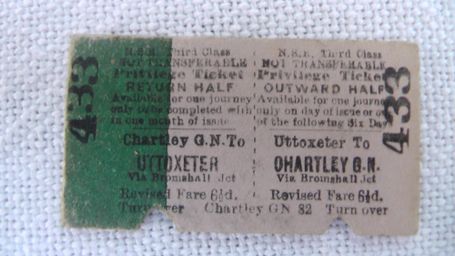 433
N.S.R. Third Class
NOT TRANSFERABLE
Privilege Ticket
RETURN HALF
Available for one journey
only to be completed with
in one month of issue
Chartley G.N.To
UTTOXETER
Via Bromshall Jct
Revised Fare 6½d.
Turn over
N.S.R. Third Class
NOT TRANSFERABLE
Privilege Ticket
OUTWARD HALF
Available for one journey
only on day of issue or any
of the following Six Days
Uttoxeter To
CHARTLEY G.N.
Via Bromshall Jct
Revised Fare 6½d.
Chartley GN 82 Turn over
433